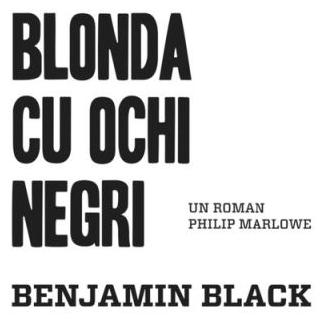 BLONDA
CU OCHI
NEGRI
UN ROMAN
PHILIP MARLOWE
BENJAMIN BLACK